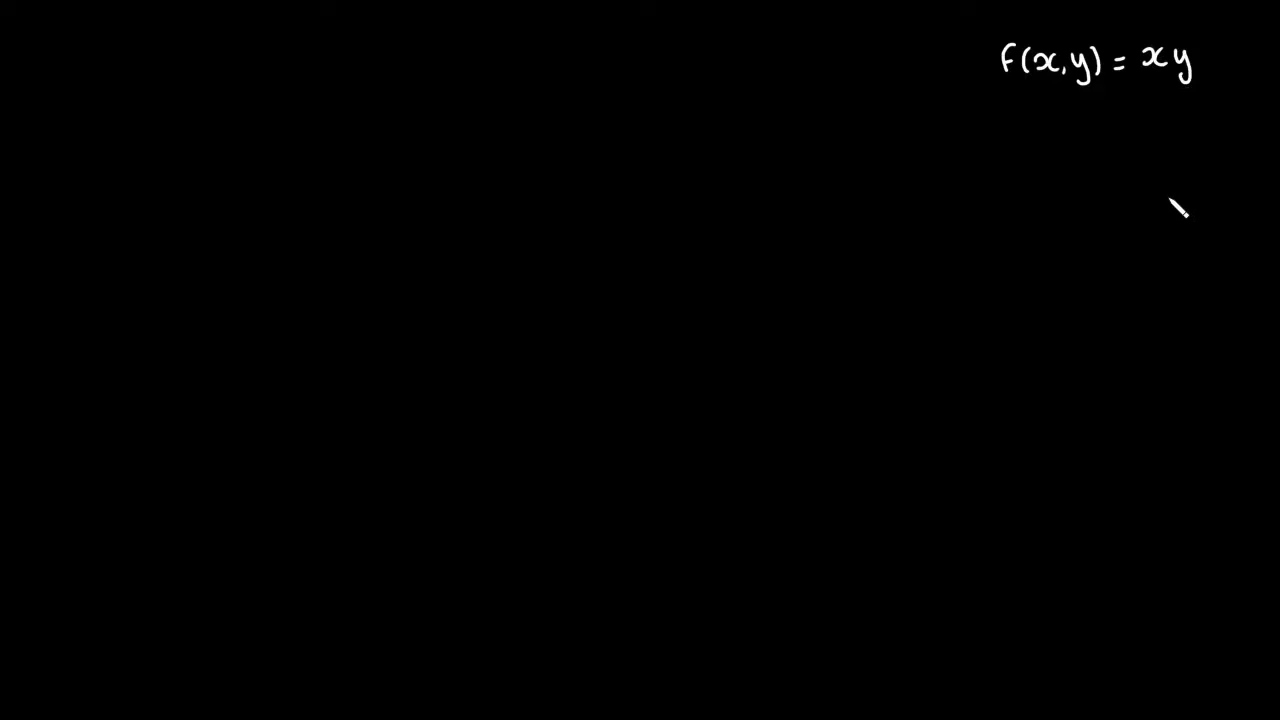 f(x,y) = xy